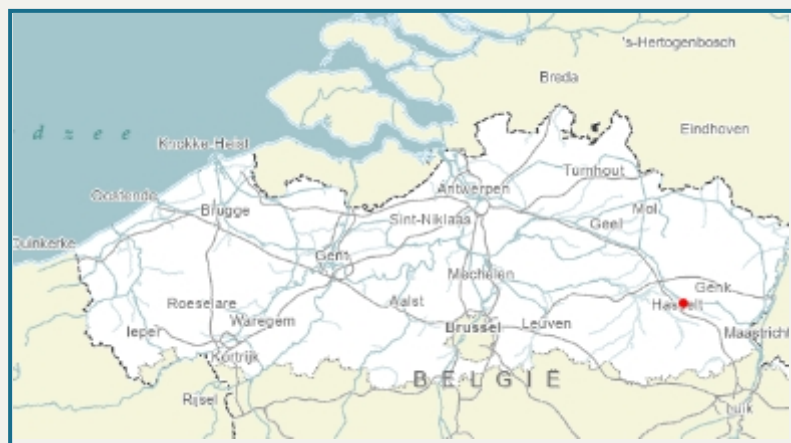 's-Hertogenbosch
Breda
Eindhoven
dzee
Knokke-Heist
Turnhout
Antwerpen
Oostende
Mol
Brugge
Sint-Niklaas
Geel
Duinkerke
Gent
Mechelen
Genk
Roeselare
Aalst
Hasselt
Waregem
Brussel
Leuven
Ieper
Maastricht
Kortrijk
BELGIË
Rijsel
Luik